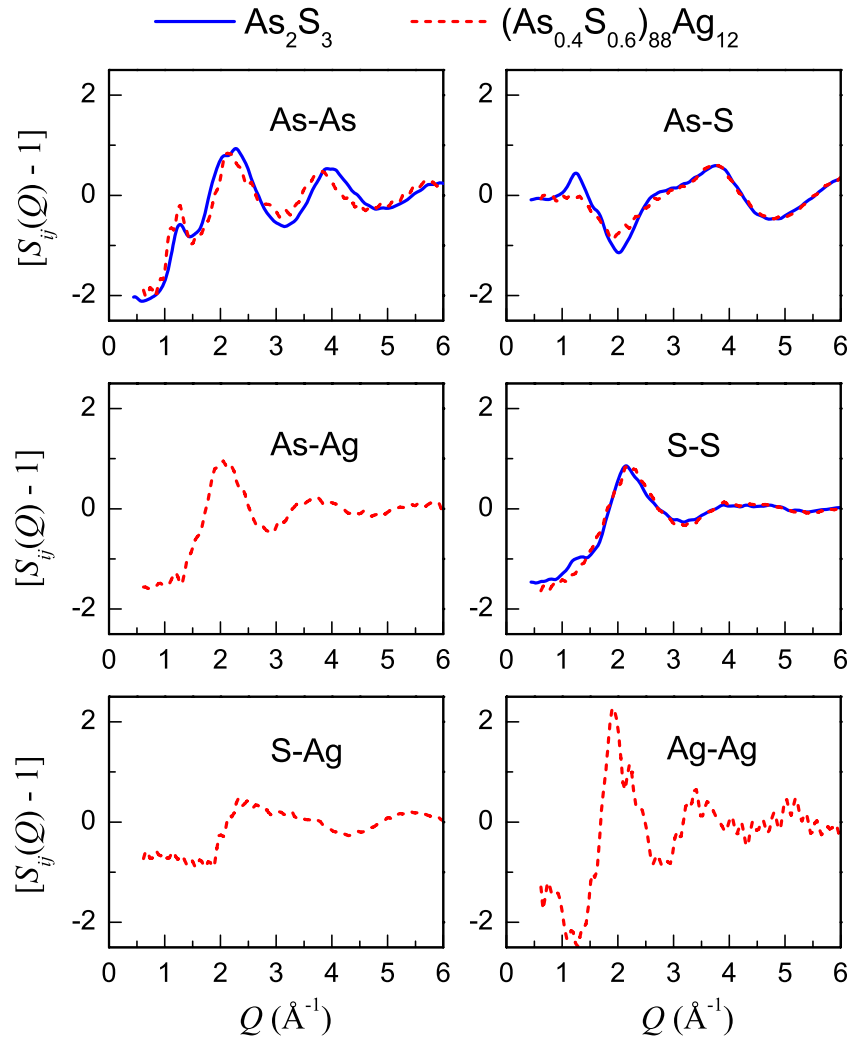 As₂S₃ (As₀.₄S₀.₆)₈₈Ag₁₂
[Sᵢⱼ(Q) - 1]
2
0
-2
As-As
0 1 2 3 4 5 6
As-S
0 1 2 3 4 5 6
[Sᵢⱼ(Q) - 1]
2
0
-2
As-Ag
0 1 2 3 4 5 6
S-S
0 1 2 3 4 5 6
[Sᵢⱼ(Q) - 1]
2
0
-2
S-Ag
0 1 2 3 4 5 6
Q (Å⁻¹)
Ag-Ag
0 1 2 3 4 5 6
Q (Å⁻¹)